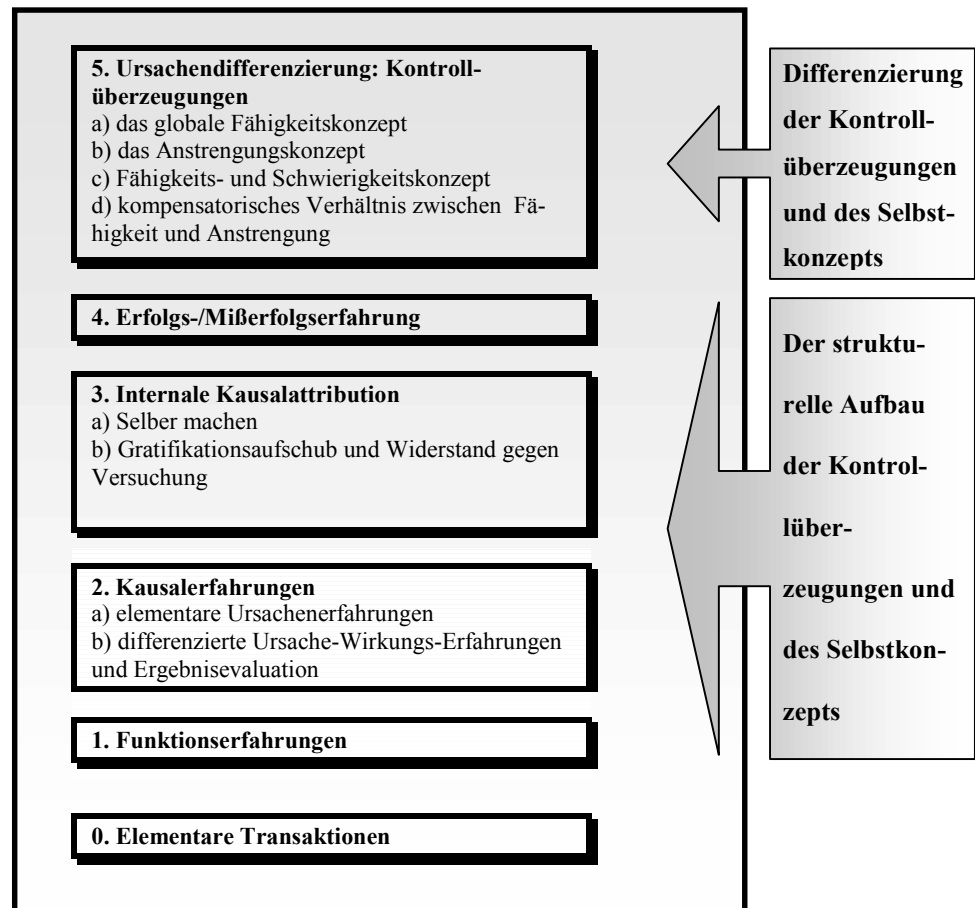 5. Ursachendifferenzierung: Kontroll-
überzeugungen
a) das globale Fähigkeitskonzept
b) das Anstrengungskonzept
c) Fähigkeits- und Schwierigkeitskonzept
d) kompensatorisches Verhältnis zwischen Fä-
higkeit und Anstrengung
Differenzierung
der Kontroll-
überzeugungen
und des Selbst-
konzepts
4. Erfolgs-/Mißerfolgserfahrung
3. Internale Kausalattribution
a) Selber machen
b) Gratifikationsaufschub und Widerstand gegen
Versuchung
2. Kausalerfahrungen
a) elementare Ursachenerfahrungen
b) differenzierte Ursache-Wirkungs-Erfahrungen
und Ergebnisevaluation
1. Funktionserfahrungen
0. Elementare Transaktionen
Der struktu-
relle Aufbau
der Kontrol-
lüber-
zeugungen und
des Selbstkon-
zepts